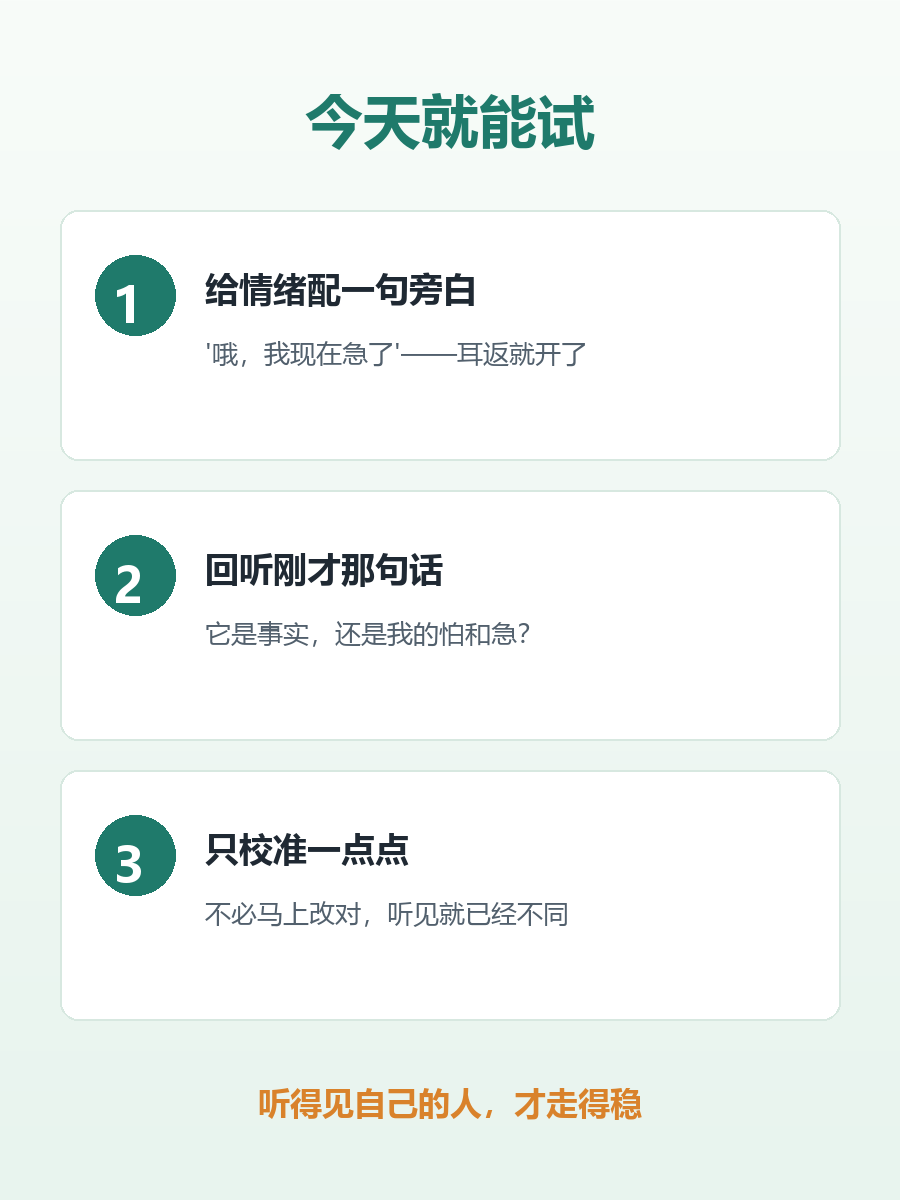 今天就能试
1
给情绪配一句旁白
'哦，我现在急了'——耳返就开了
2
回听刚才那句话
它是事实，还是我的怕和急？
3
只校准一点点
不必马上改对，听见就已经不同
听得见自己的人，才走得稳